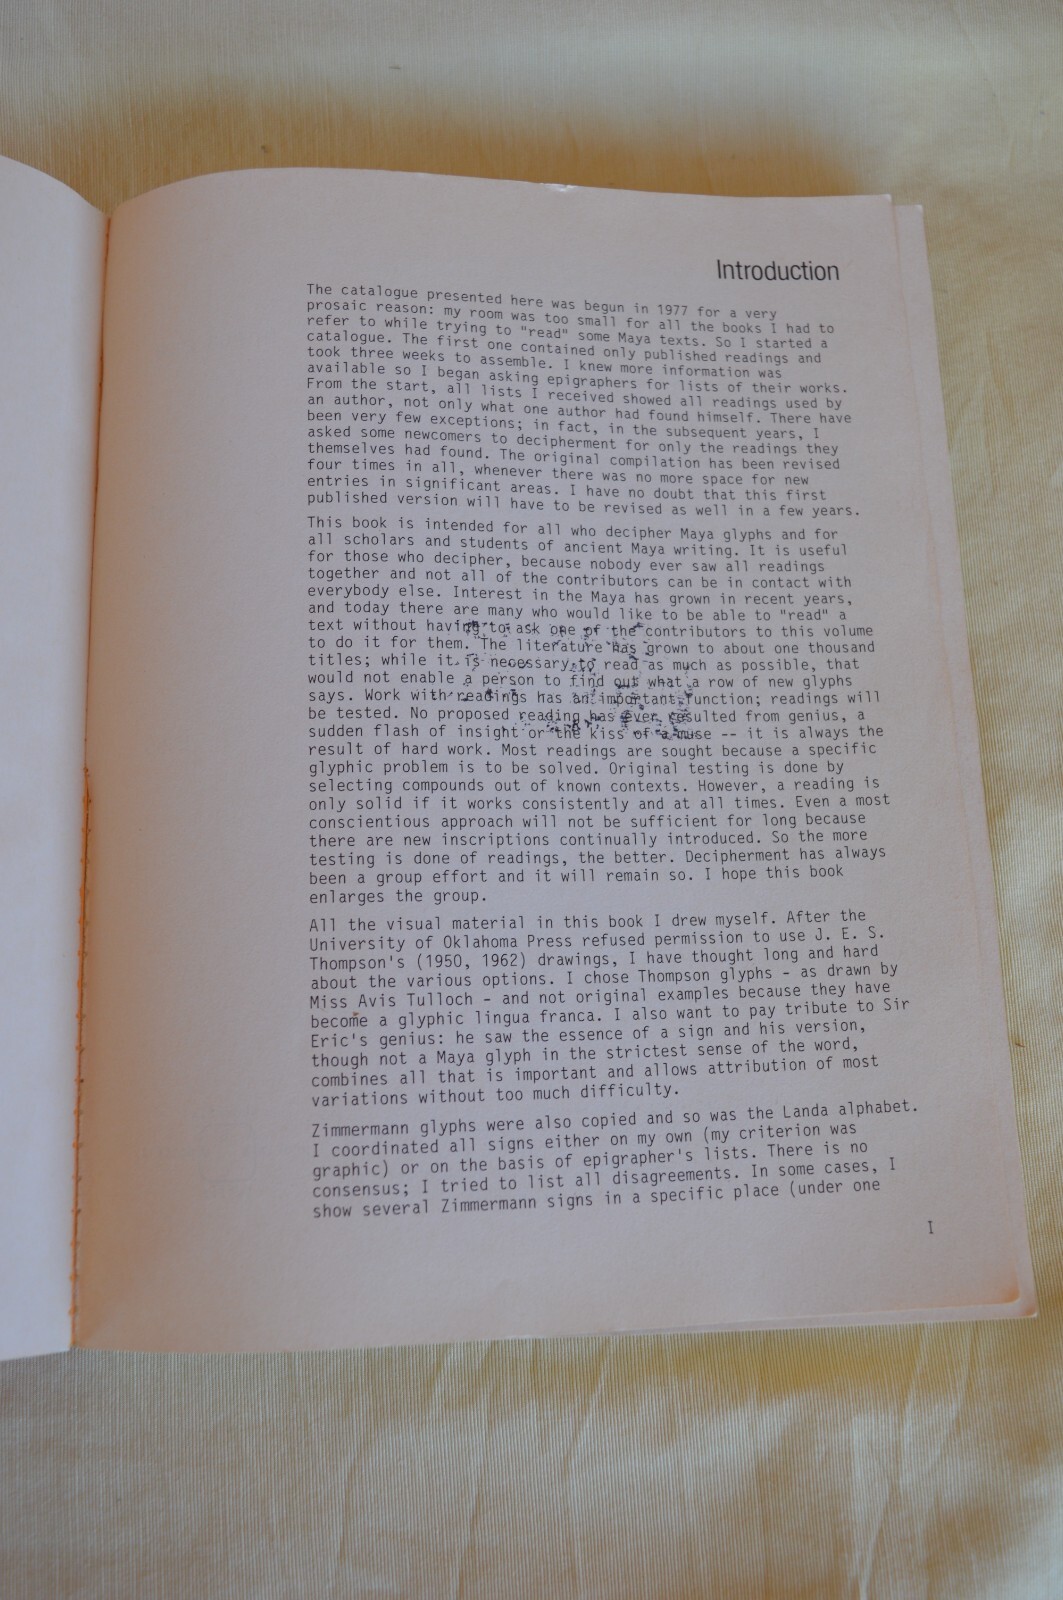 Introduction
The catalogue presented here was begun in 1977 for a very
prosaic reason: my room was too small for all the books I had to
refer to while trying to "read" some Maya texts. So I started a
catalogue. The first one contained only published readings and
took three weeks to assemble. I knew more information was
available so I began asking epigraphers for lists of their works.
From the start, all lists I received showed all readings used by
an author, not only what one author had found himself. There have
been very few exceptions; in fact, in the subsequent years, I
asked some newcomers to decipherment for only the readings they
themselves had found. The original compilation has been revised
four times in all, whenever there was no more space for new
entries in significant areas. I have no doubt that this first
published version will have to be revised as well in a few years.
This book is intended for all who decipher Maya glyphs and for
all scholars and students of ancient Maya writing. It is useful
for those who decipher, because nobody ever saw all readings
together and not all of the contributors can be in contact with
everybody else. Interest in the Maya has grown in recent years,
and today there are many who would like to be able to "read" a
text without having to ask one of the contributors to this volume
to do it for them. The literature has grown to about one thousand
titles; while it is necessary to read as much as possible, that
would not enable a person to find out what a row of new glyphs
says. Work with readings has an important function; readings will
be tested. No proposed reading has ever resulted from genius, a
sudden flash of insight or the kiss of a muse -- it is always the
result of hard work. Most readings are sought because a specific
glyphic problem is to be solved. Original testing is done by
selecting compounds out of known contexts. However, a reading is
only solid if it works consistently and at all times. Even a most
conscientious approach will not be sufficient for long because
there are new inscriptions continually introduced. So the more
testing is done of readings, the better. Decipherment has always
been a group effort and it will remain so. I hope this book
enlarges the group.
All the visual material in this book I drew myself. After the
University of Oklahoma Press refused permission to use J. E. S.
Thompson's (1950, 1962) drawings, I have thought long and hard
about the various options. I chose Thompson glyphs - as drawn by
Miss Avis Tulloch - and not original examples because they have
become a glyphic lingua franca. I also want to pay tribute to Sir
Eric's genius: he saw the essence of a sign and his version,
though not a Maya glyph in the strictest sense of the word,
combines all that is important and allows attribution of most
variations without too much difficulty.
Zimmermann glyphs were also copied and so was the Landa alphabet.
I coordinated all signs either on my own (my criterion was
graphic) or on the basis of epigrapher's lists. There is no
consensus; I tried to list all disagreements. In some cases, I
show several Zimmermann signs in a specific place (under one
I